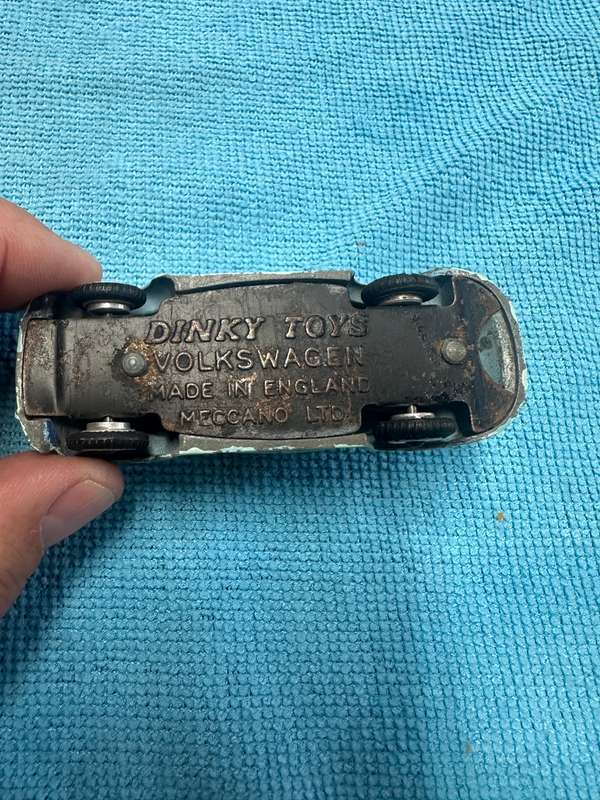 DINKY TOYS
VOLKSWAGEN
MADE IN ENGLAND
MECCANO LTD